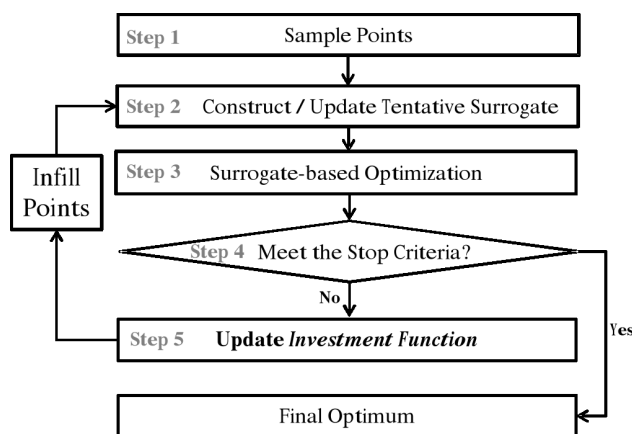 Step 1 Sample Points
Step 2 Construct / Update Tentative Surrogate
Step 3 Surrogate-based Optimization
Infill
Points
Step 4 Meet the Stop Criteria?
No
Yes
Step 5 Update Investment Function
Final Optimum